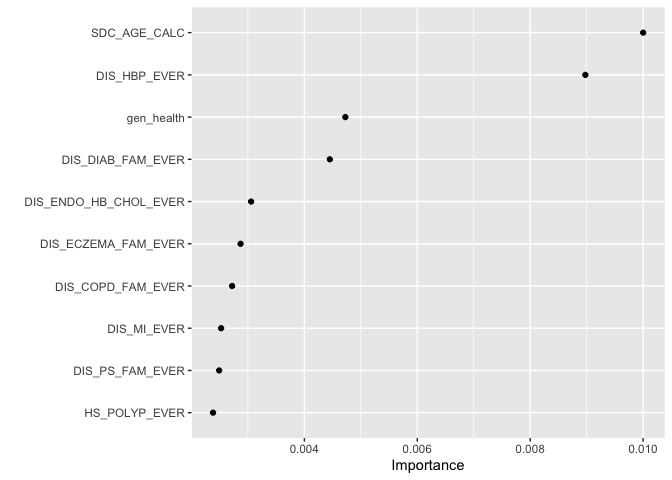 SDC_AGE_CALC
DIS_HBP_EVER
gen_health
DIS_DIAB_FAM_EVER
DIS_ENDO_HB_CHOL_EVER
DIS_ECZEMA_FAM_EVER
DIS_COPD_FAM_EVER
DIS_MI_EVER
DIS_PS_FAM_EVER
HS_POLYP_EVER
0.004 0.006 0.008 0.010
Importance